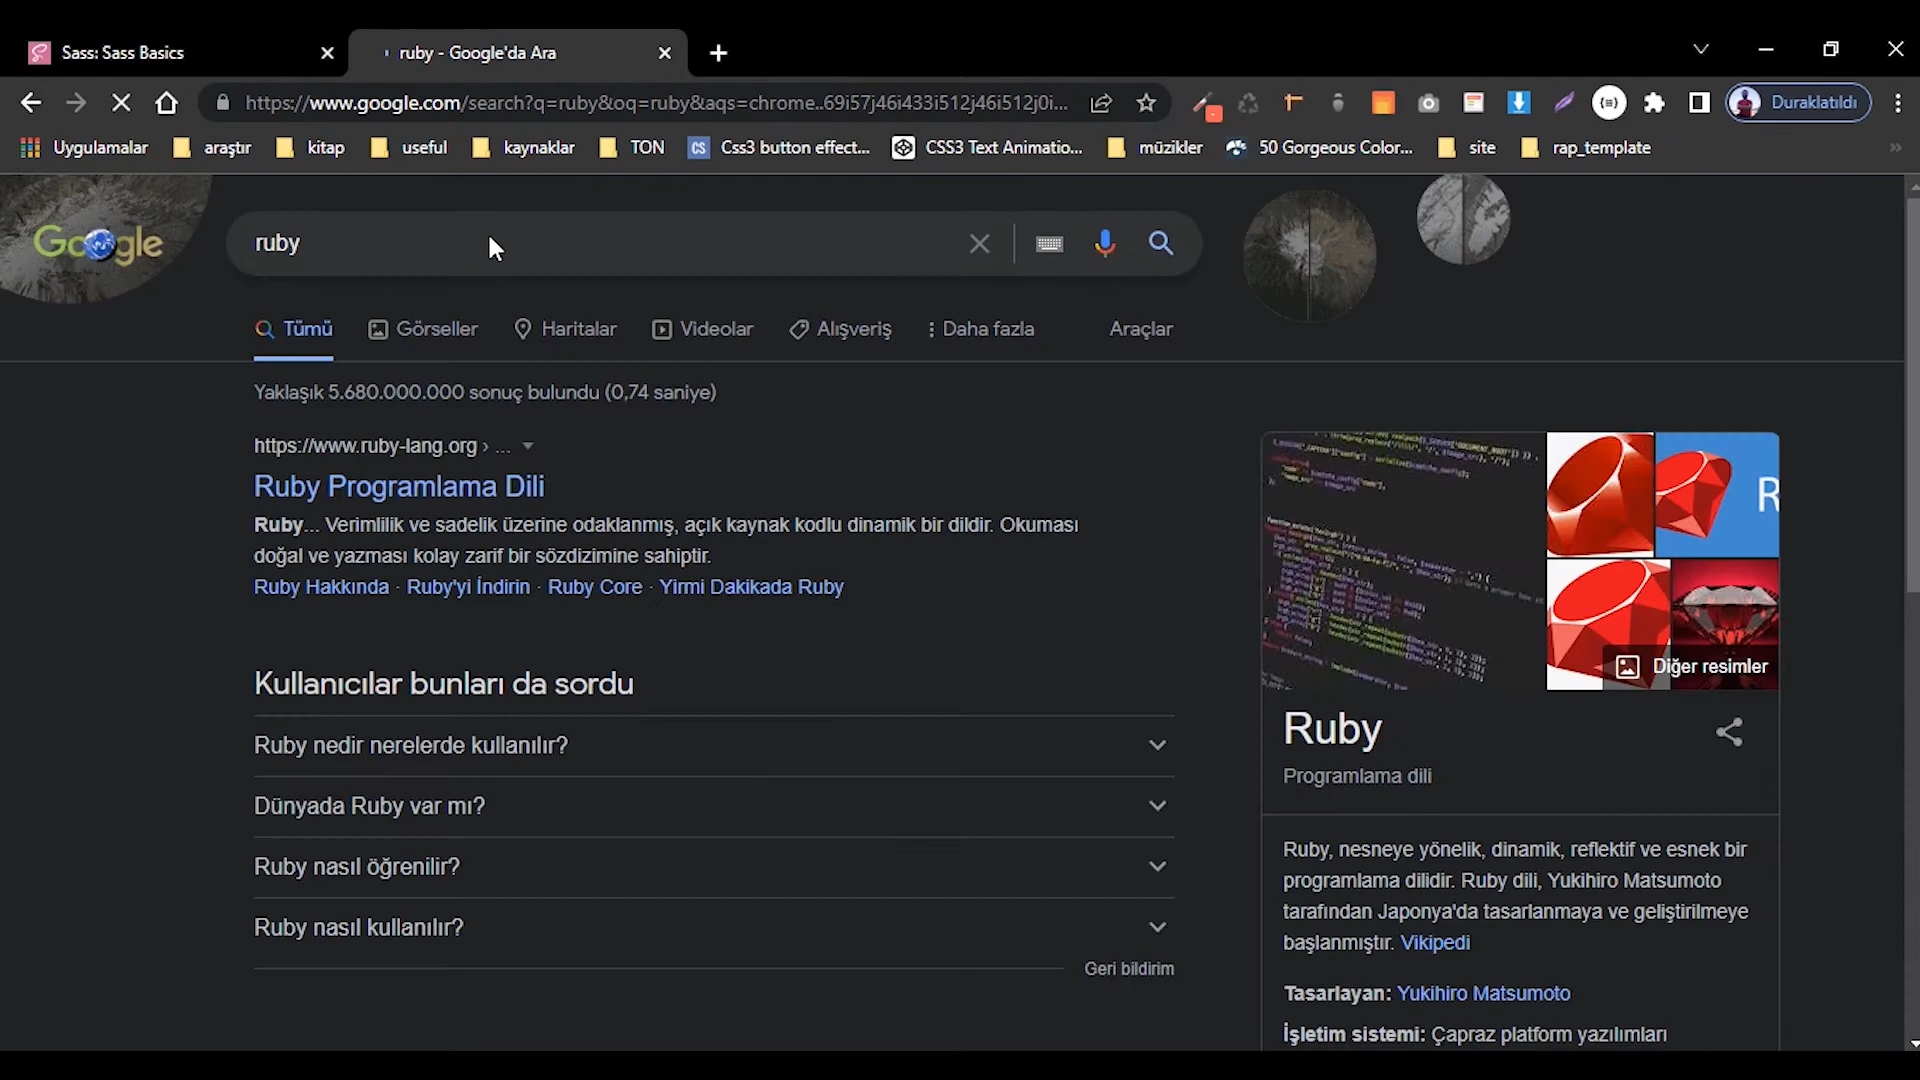 Sass: Sass Basics
ruby - Google'da Ara
https://www.google.com/search?q=ruby&oq=ruby&aqs=chrome..69i57j46i433i512j46i512j0i...
Duraklatıldı
Uygulamalar
araştır
kitap
useful
kaynaklar
TON
CS
Css3 button effect...
CSS3 Text Animatio...
müzikler
50 Gorgeous Color...
site
rap_template
Google
ruby
Tümü
Görseller
Haritalar
Videolar
Alışveriş
Daha fazla
Araçlar
Yaklaşık 5.680.000.000 sonuç bulundu (0,74 saniye)
https://www.ruby-lang.org › ...
Ruby Programlama Dili
Ruby... Verimlilik ve sadelik üzerine odaklanmış, açık kaynak kodlu dinamik bir dildir. Okuması
doğal ve yazması kolay zarif bir sözdizimine sahiptir.
Ruby Hakkında · Ruby'yi İndirin · Ruby Core · Yirmi Dakikada Ruby
Kullanıcılar bunları da sordu
Ruby nedir nerelerde kullanılır?
Dünyada Ruby var mı?
Ruby nasıl öğrenilir?
Ruby nasıl kullanılır?
Geri bildirim
R
Diğer resimler
Ruby
Programlama dili
Ruby, nesneye yönelik, dinamik, reflektif ve esnek bir
programlama dilidir. Ruby dili, Yukihiro Matsumoto
tarafından Japonya'da tasarlanmaya ve geliştirilmeye
başlanmıştır. Vikipedi
Tasarlayan: Yukihiro Matsumoto
İşletim sistemi: Çapraz platform yazılımları